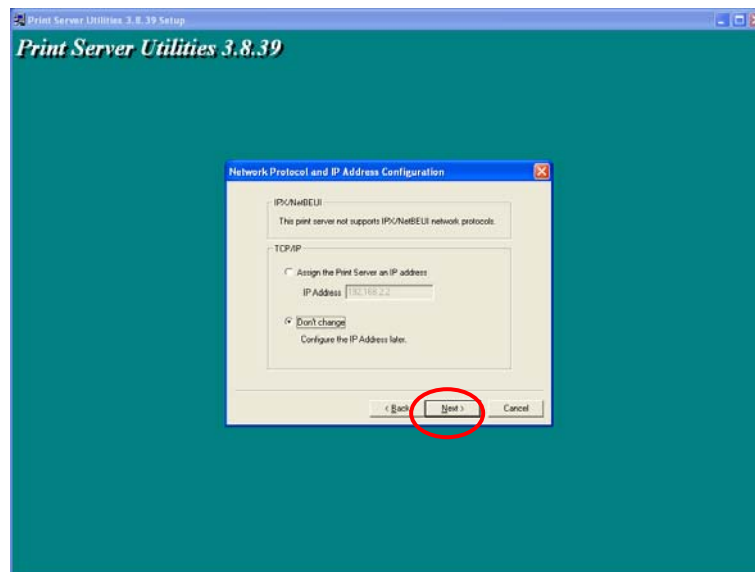 Print Server Utilities 3.8.39 Setup
Print Server Utilities 3.8.39
Network Protocol and IP Address Configuration
IPX/NetBEUI
This print server not supports IPX/NetBEUI network protocols.
TCP/IP
Assign the Print Server an IP address
IP Address 192.168.2.2
Don't change
Configure the IP Address later.
< Back Next > Cancel